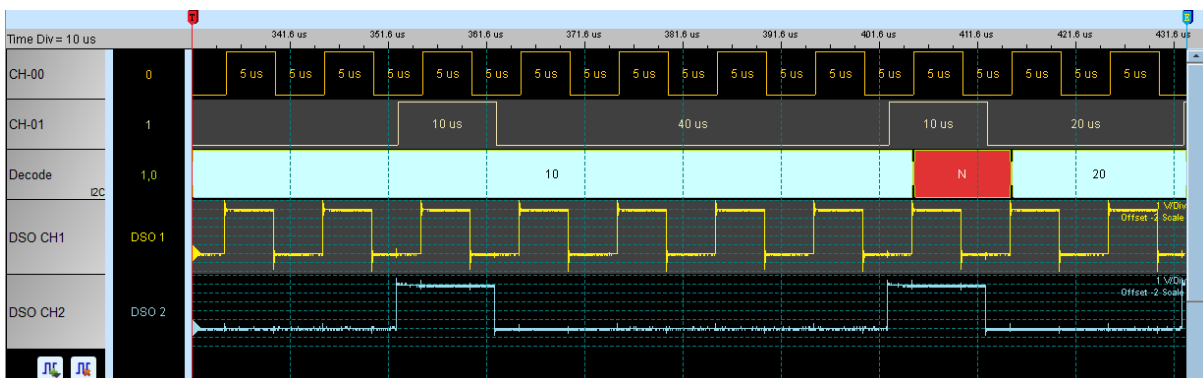 T E
Time Div = 10 us 341.6 us 351.6 us 361.6 us 371.6 us 381.6 us 391.6 us 401.6 us 411.6 us 421.6 us 431.6 us
CH-00 0 5 us 5 us 5 us 5 us 5 us 5 us 5 us 5 us 5 us 5 us 5 us 5 us 5 us 5 us 5 us 5 us 5 us 5 us 5 us
CH-01 1 10 us 40 us 10 us 20 us
Decode 1,0 10 N 20
I2C
1 V/Div
Offset -2 Scale
DSO CH1 DSO 1
1 V/Div
Offset -2 Scale
DSO CH2 DSO 2